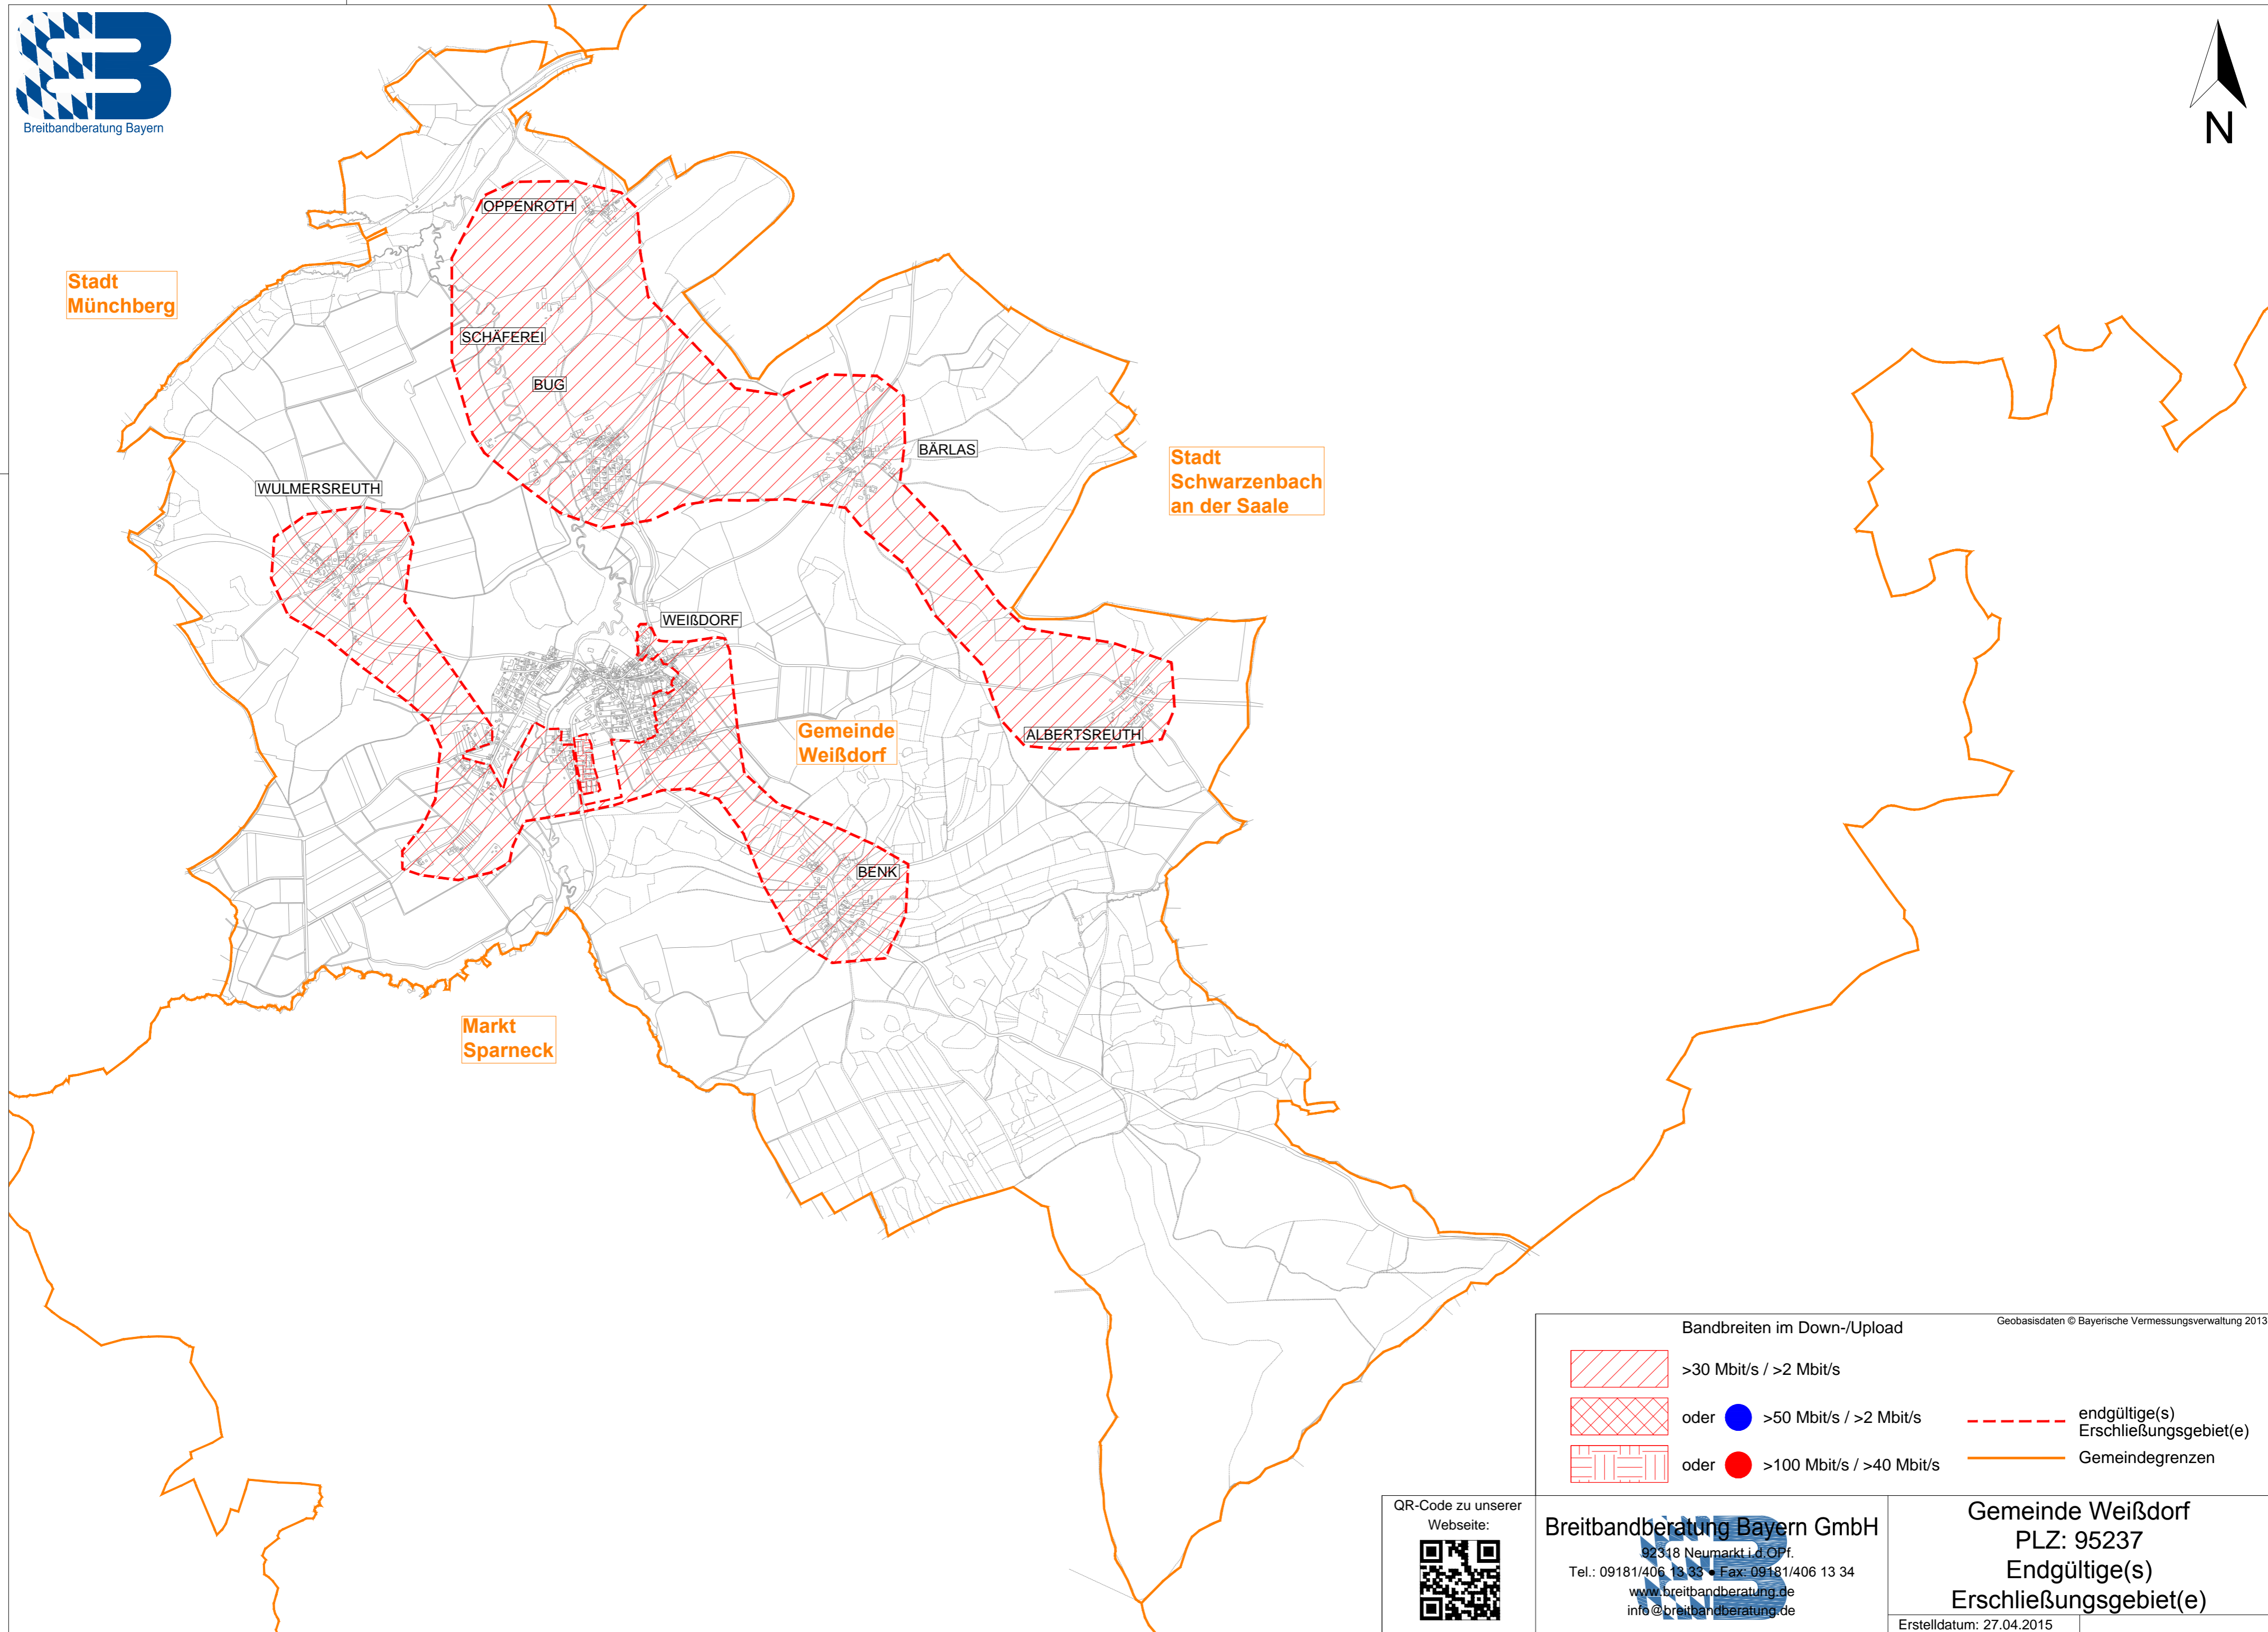 Breitbandberatung Bayern
N
OPPENROTH
Stadt
Münchberg
SCHÄFEREI
BUG
BÄRLAS
Stadt
Schwarzenbach
an der Saale
WULMERSREUTH
WEIßDORF
Gemeinde
Weißdorf
ALBERTSREUTH
BENK
Markt
Sparneck
Bandbreiten im Down-/Upload
Geobasisdaten © Bayerische Vermessungsverwaltung 2013
>30 Mbit/s / >2 Mbit/s
oder >50 Mbit/s / >2 Mbit/s
oder >100 Mbit/s / >40 Mbit/s
endgültige(s)
Erschließungsgebiet(e)
Gemeindegrenzen
QR-Code zu unserer
Webseite:
Breitbandberatung Bayern GmbH
92318 Neumarkt i.d.OPf.
Tel.: 09181/406 13 33 ● Fax: 09181/406 13 34
www.breitbandberatung.de
info@breitbandberatung.de
Gemeinde Weißdorf
PLZ: 95237
Endgültige(s)
Erschließungsgebiet(e)
Erstelldatum: 27.04.2015